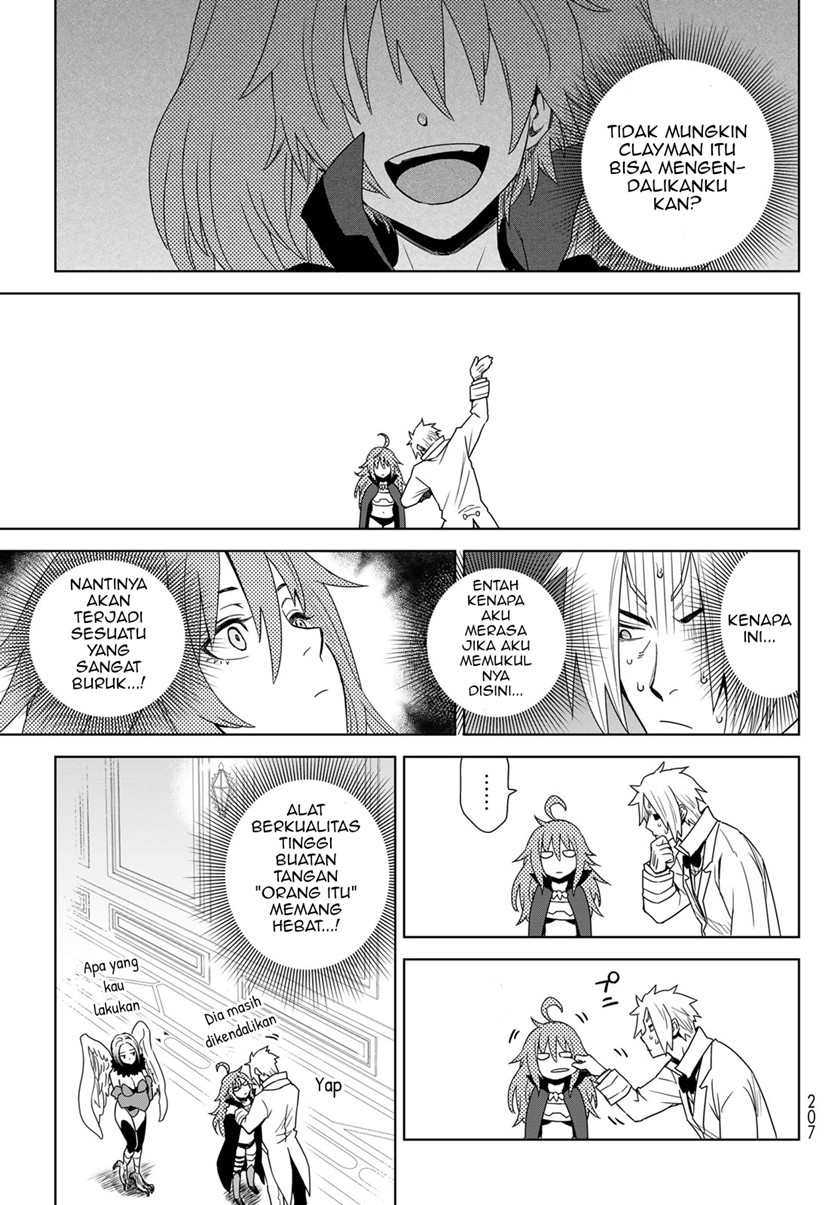 TIDAK MUNGKIN
CLAYMAN ITU
BISA MENGEN-
DALIKANKU
KAN?
KENAPA
INI...
ENTAH
KENAPA
AKU
MERASA
JIKA AKU
MEMUKUL
NYA
DISINI...
NANTINYA
AKAN
TERJADI
SESUATU
YANG
SANGAT
BURUK...!
......
ペ
ALAT
BERKUALITAS
TINGGI
BUATAN
TANGAN
"ORANG ITU"
MEMANG
HEBAT...!
Apa yang
kau
lakukan
Dia masih
dikendalikan
Yap
207